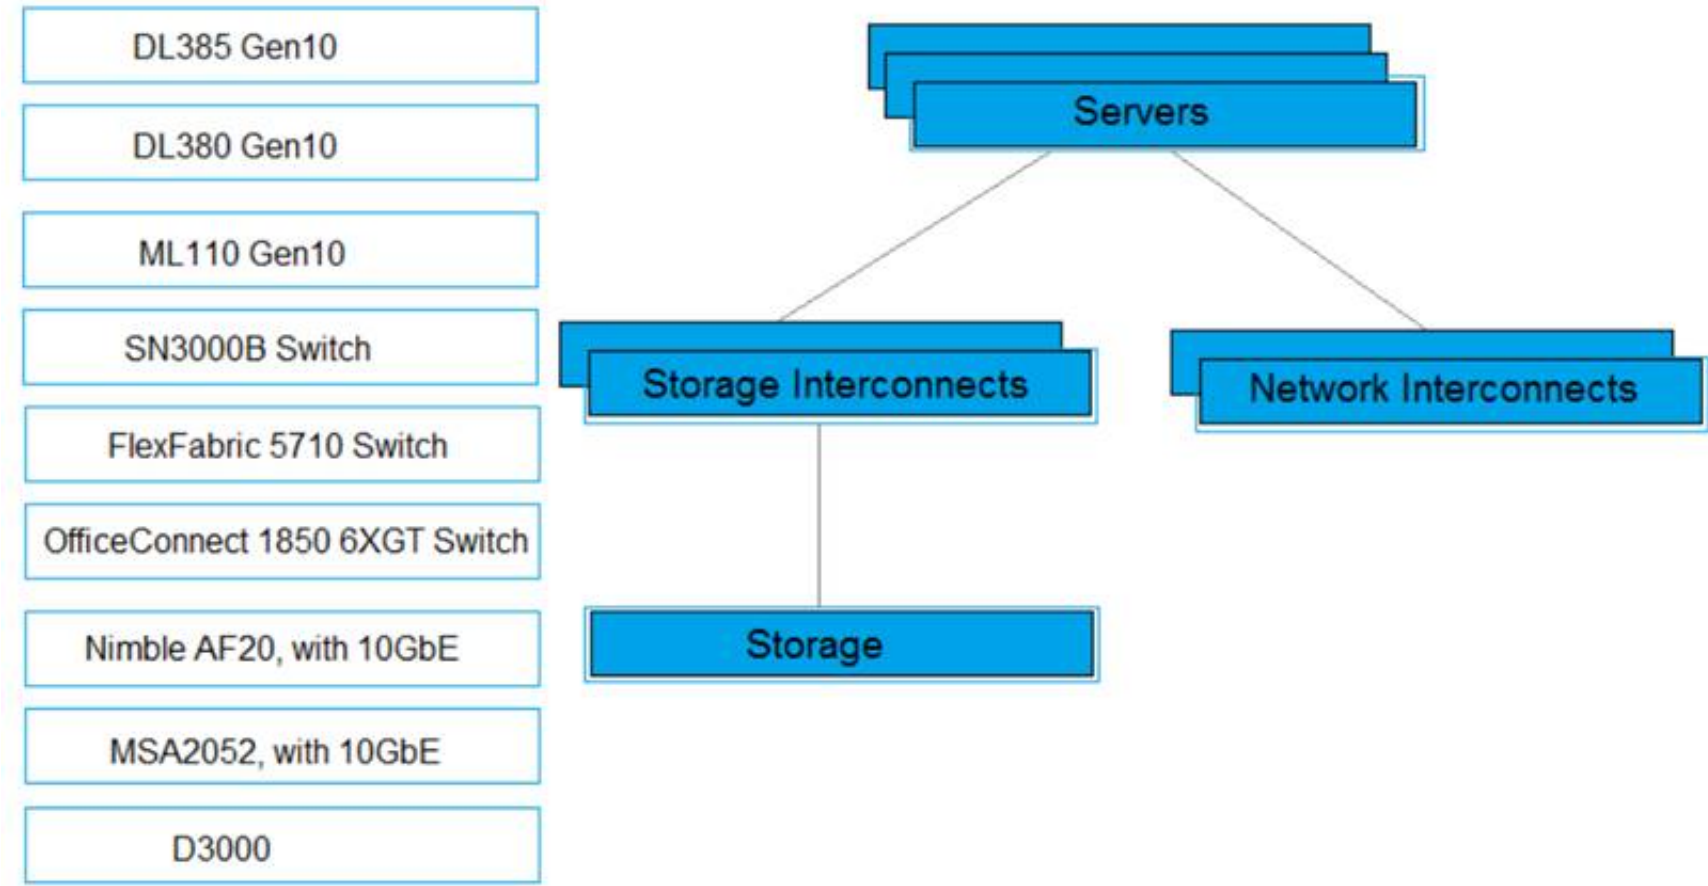 DL385 Gen10
DL380 Gen10
ML110 Gen10
SN3000B Switch
FlexFabric 5710 Switch
OfficeConnect 1850 6XGT Switch
Nimble AF20, with 10GbE
MSA2052, with 10GbE
D3000
Servers
Storage Interconnects
Network Interconnects
Storage